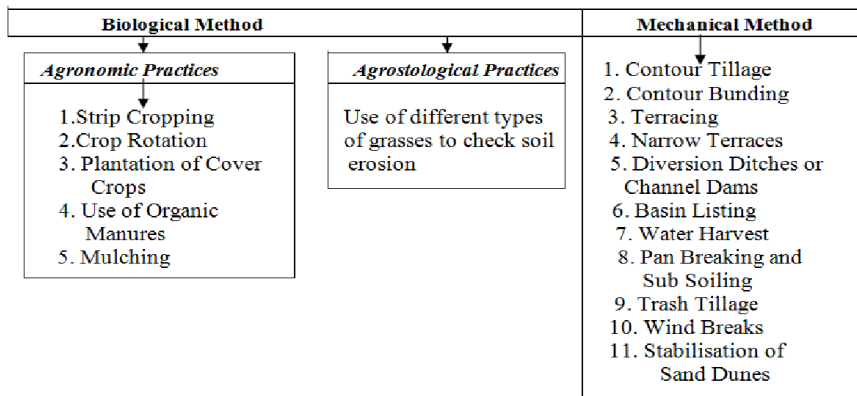 Biological Method
Agronomic Practices
1.Strip Cropping
2.Crop Rotation
3. Plantation of Cover
Crops
4. Use of Organic
Manures
5. Mulching
Agrostological Practices
Use of different types
of grasses to check soil
erosion
Mechanical Method
1. Contour Tillage
2. Contour Bunding
3. Terracing
4. Narrow Terraces
5. Diversion Ditches or
Channel Dams
6. Basin Listing
7. Water Harvest
8. Pan Breaking and
Sub Soiling
9. Trash Tillage
10. Wind Breaks
11. Stabilisation of
Sand Dunes